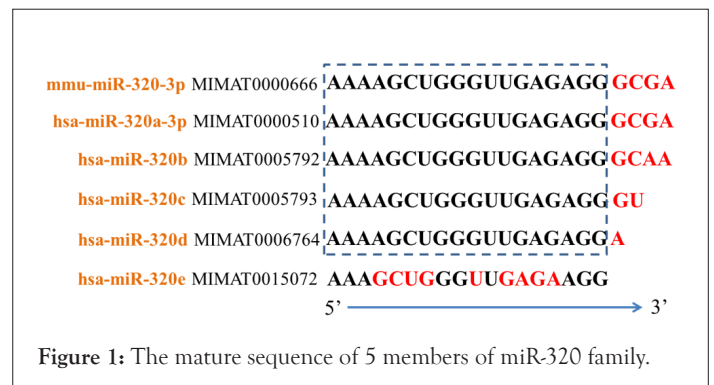 mmu-miR-320-3p MIMAT0000666 AAAAGCUGGGUUGAGAGG GCGA
hsa-miR-320a-3p MIMAT0000510 AAAAGCUGGGUUGAGAGG GCGA
hsa-miR-320b MIMAT0005792 AAAAGCUGGGUUGAGAGG GCAA
hsa-miR-320c MIMAT0005793 AAAAGCUGGGUUGAGAGG GU
hsa-miR-320d MIMAT0006764 AAAAGCUGGGUUGAGAGG A
hsa-miR-320e MIMAT0015072 AAAGCUGGGUUGAGAAGG
5’ 3’
Figure 1: The mature sequence of 5 members of miR-320 family.